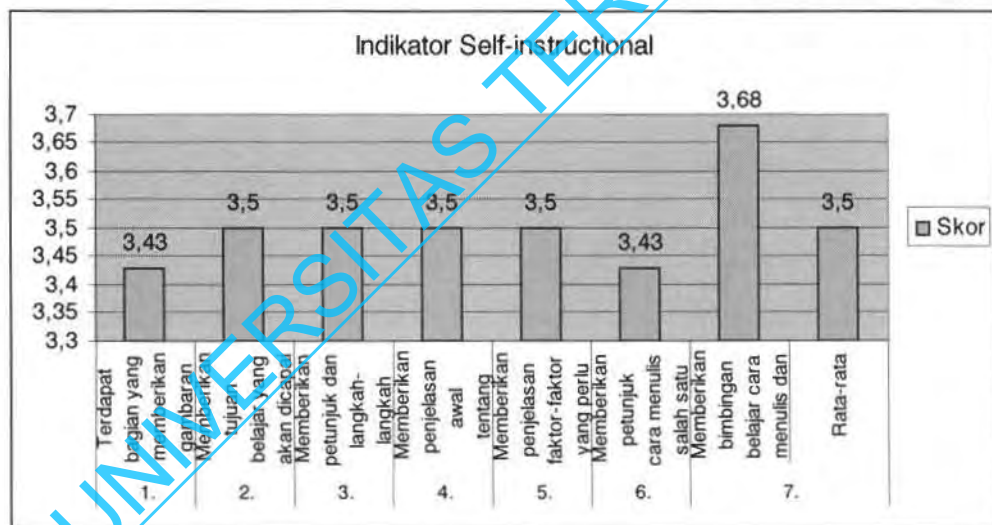 Indikator Self-instructional
3,7
3,65
3,6
3,55
3,5
3,45
3,4
3,35
3,3
3,43
3,5
3,5
3,5
3,5
3,43
3,68
3,5
Skor
Terdapat
bagian yang
memberikan
gambaran
Memberikan
tujuan
belajar yang
akan dicapai
Memberikan
petunjuk dan
langkah-
langkah
Memberikan
penjelasan
awal
tentang
Memberikan
penjelasan
faktor-faktor
yang perlu
Memberikan
petunjuk
cara menulis
salah satu
Memberikan
bimbingan
belajar cara
menulis dan
Rata-rata
1.
2.
3.
4.
5.
6.
7.
UNIVERSITAS TER